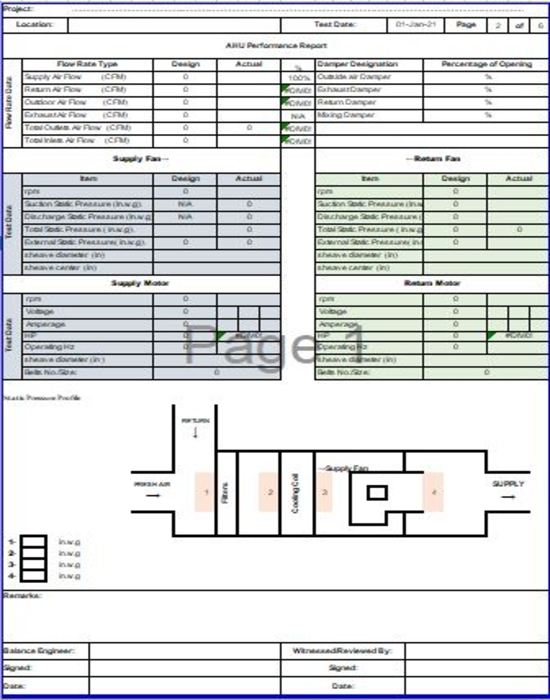 Project:
Location: Test Date: 01-Jan-21 Page 2 of 6
AHU Performance Report
Flow Rate Type Design Actual % Damper Designation Percentage of Opening
Flow Rate Data
Supply Air Flow (CFM) 0 100% Outside air Damper %
Return Air Flow (CFM) 0 #DIV/0! Exhaust Damper %
Outdoor Air Flow (CFM) 0 #DIV/0! Return Damper %
Exhaust Air Flow (CFM) 0 N/A Mixing Damper %
Total Outlets Air Flow (CFM) 0 0 #DIV/0!
Total Inlets Air Flow (CFM) 0 #DIV/0!
Supply Fan--- ---Return Fan
Item Design Actual Item Design Actual
Test Data
rpm 0 rpm 0
Suction Static Pressure (In.w.g). N/A 0 Suction Static Pressure (In.w 0
Discharge Static Pressure (In.w.g N/A 0 Discharge Static Pressure ( 0
Total Static Pressure ( in.w.g). 0 Total Static Pressure ( in.w.g 0 0
External Static Pressure( in.w.g). 0 0 External Static Pressure( in. 0
sheave diameter (in) sheave diameter (in)
sheave center (in) sheave center (in)
Supply Motor Return Motor
Test Data
rpm 0 rpm 0
Voltage 0 Voltage 0
Amperage 0 Amperage 0
HP 0 #DIV/0! HP 0 #DIV/0!
Operating Hz 0 Operating Hz 0
sheave diameter (in) sheave diameter (in)
Belts No./Size: 0 Belts No./Size: 0
Page 1
Static Pressure Profile
RETURN
FRESH AIR
1
Filters
2
Cooling Coil
---Supply Fan
3
4
SUPPLY
1- in.w.g
2- in.w.g
3- in.w.g
4- in.w.g
Remarks:
Balance Engineer: Witnessed/Reviewed By:
Signed: Signed:
Date: Date: